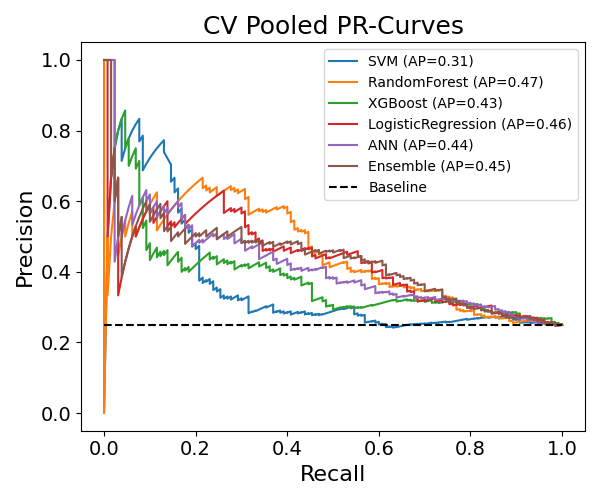 CV Pooled PR-Curves
SVM (AP=0.31)
RandomForest (AP=0.47)
XGBoost (AP=0.43)
LogisticRegression (AP=0.46)
ANN (AP=0.44)
Ensemble (AP=0.45)
Baseline
Precision
1.0
0.8
0.6
0.4
0.2
0.0
0.0 0.2 0.4 0.6 0.8 1.0
Recall